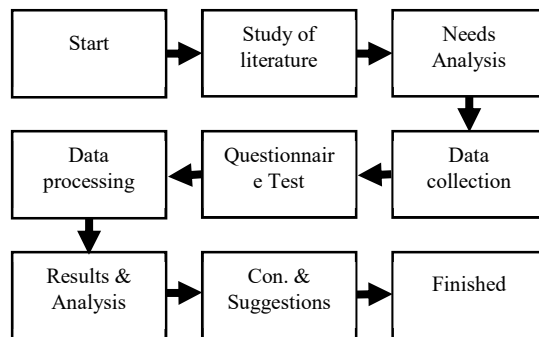 Start
Study of
literature
Needs
Analysis
Data
processing
Questionnair
e Test
Data
collection
Results &
Analysis
Con. &
Suggestions
Finished